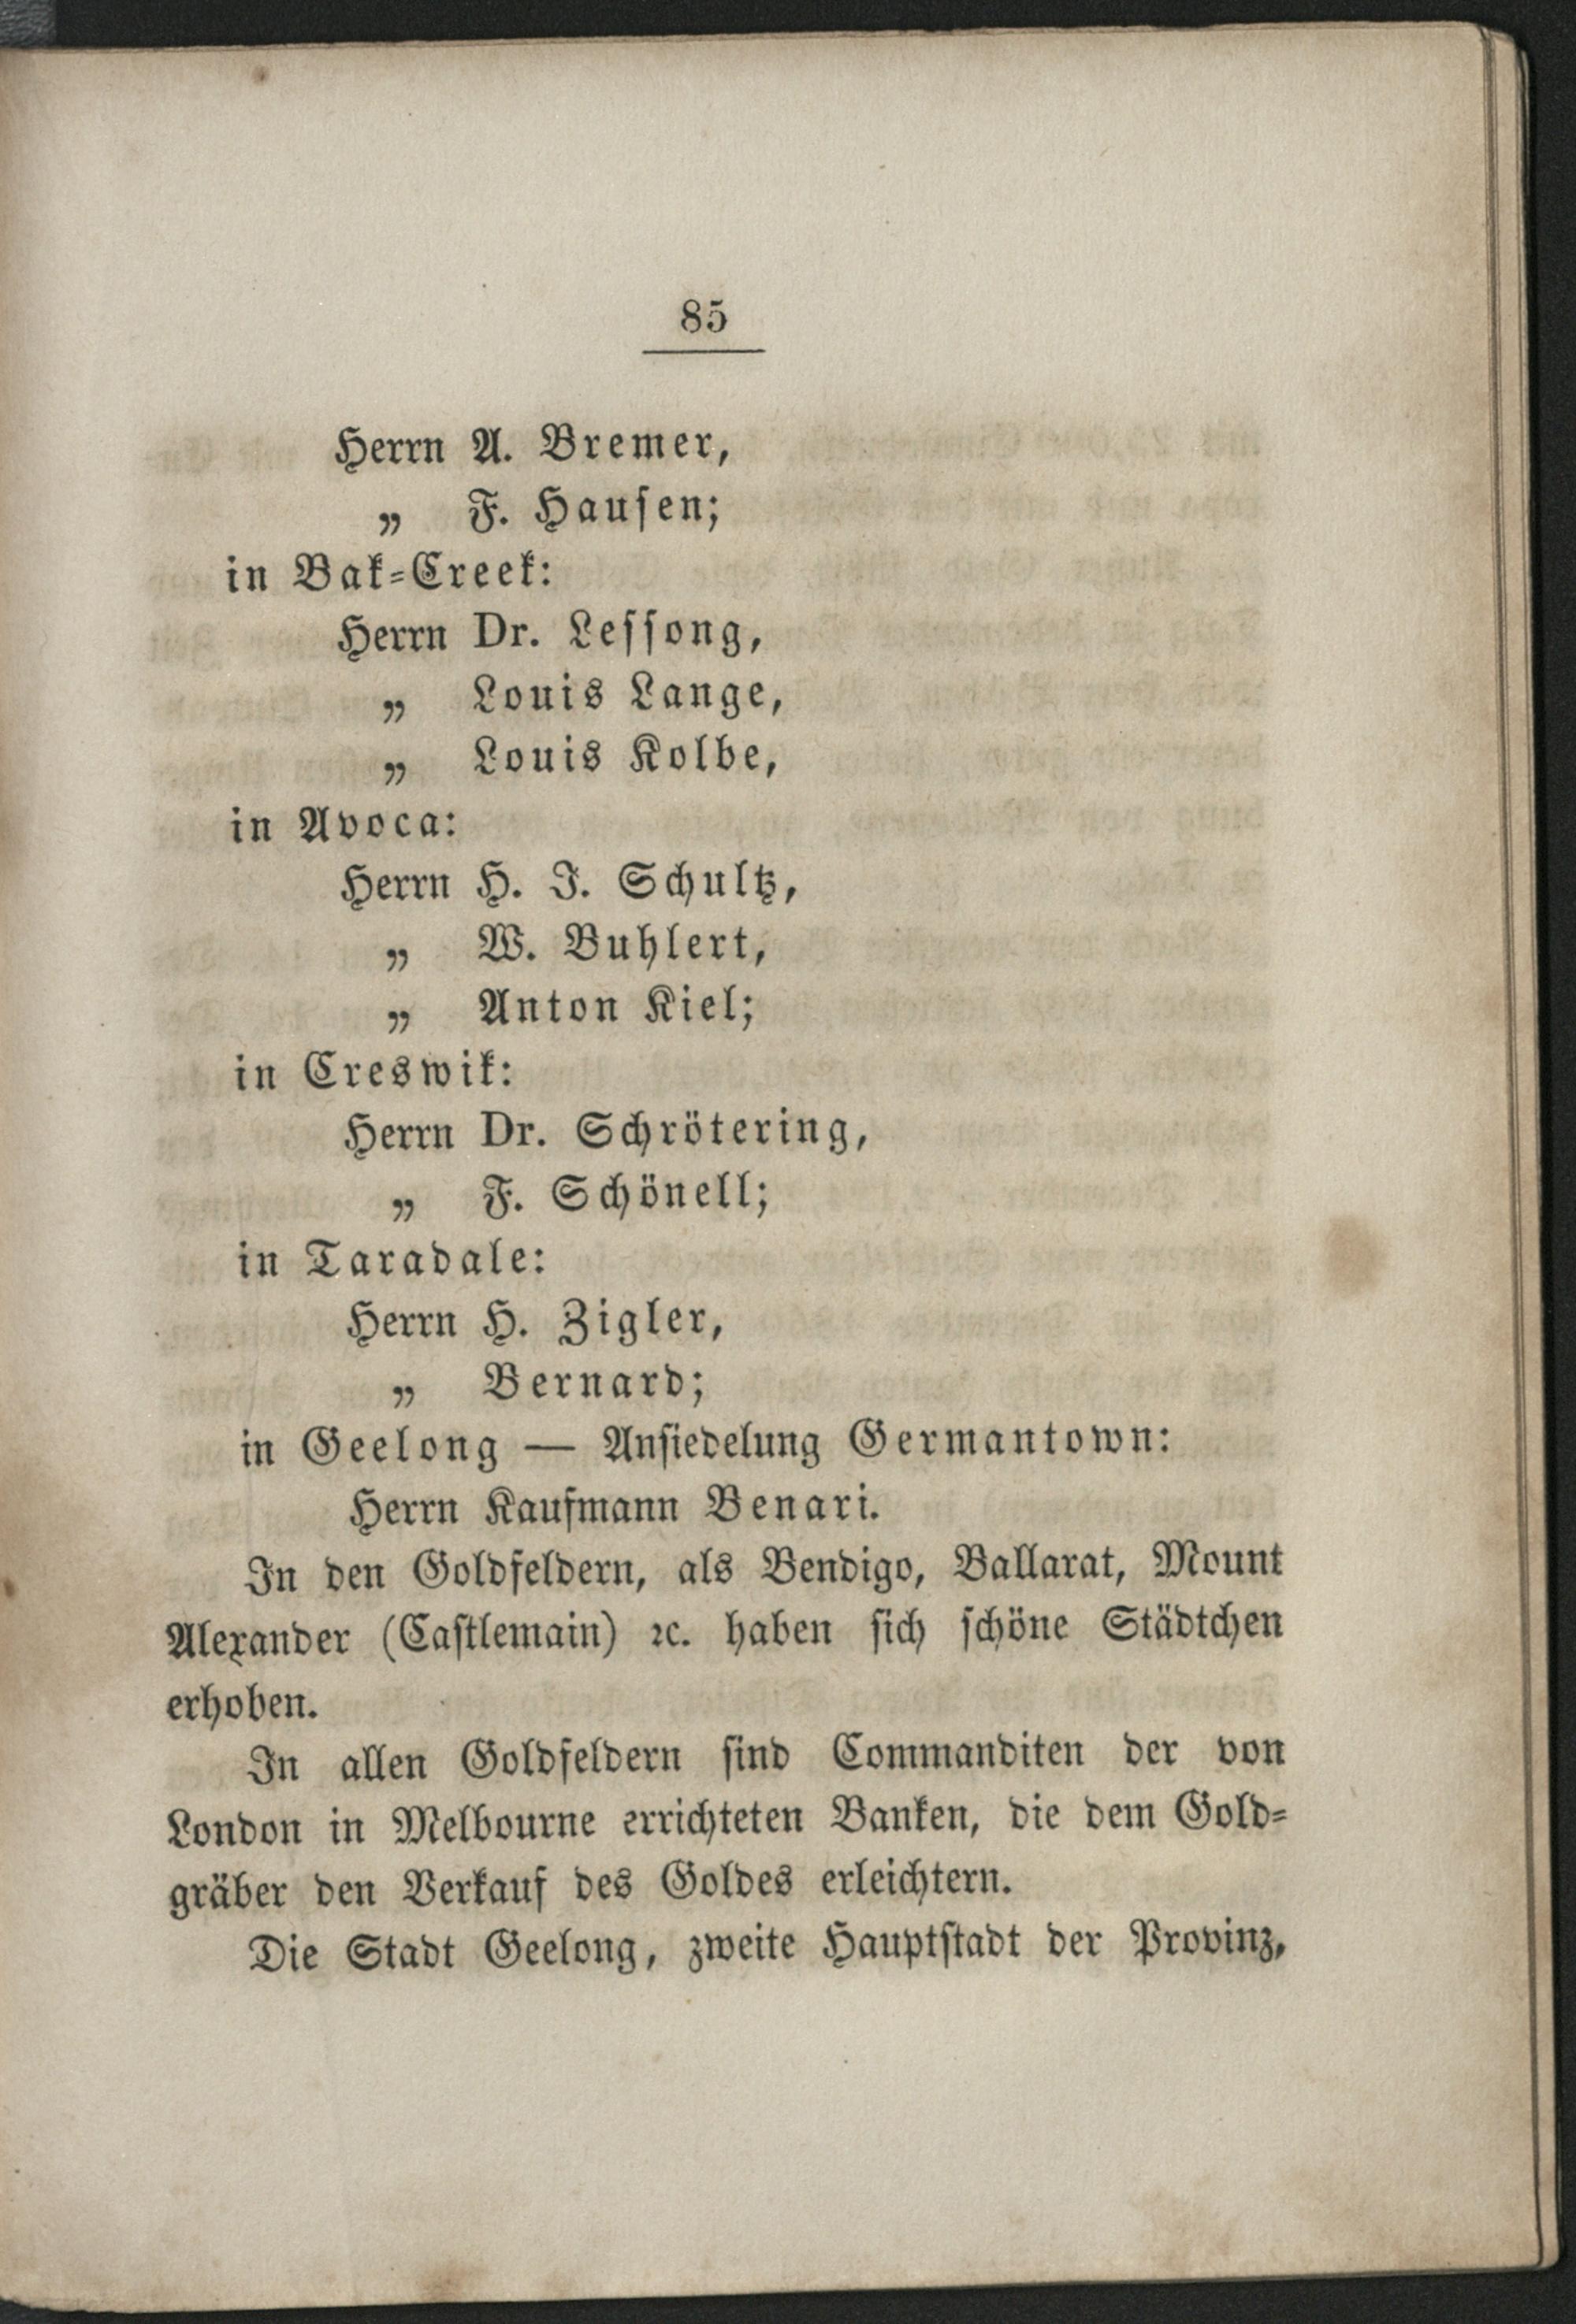 85
Herrn A. Bremer,
„ F. Hausen;
in Bak-Creek:
Herrn Dr. Lessong,
„ Louis Lange,
„ Louis Kolbe,
in Avoca:
Herrn H. J. Schultz,
„ W. Buhlert,
„ Anton Kiel;
in Creswik:
Herrn Dr. Schrötering,
„ F. Schönell;
in Taradale:
Herrn H. Zigler,
„ Bernard;
in Geelong — Ansiedelung Germantown:
Herrn Kaufmann Benari.
In den Goldfeldern, als Bendigo, Ballarat, Mount
Alexander (Castlemain) ꝛc. haben sich schöne Städtchen
erhoben.
In allen Goldfeldern sind Commanditen der von
London in Melbourne errichteten Banken, die dem Gold-
gräber den Verkauf des Goldes erleichtern.
Die Stadt Geelong, zweite Hauptstadt der Provinz,